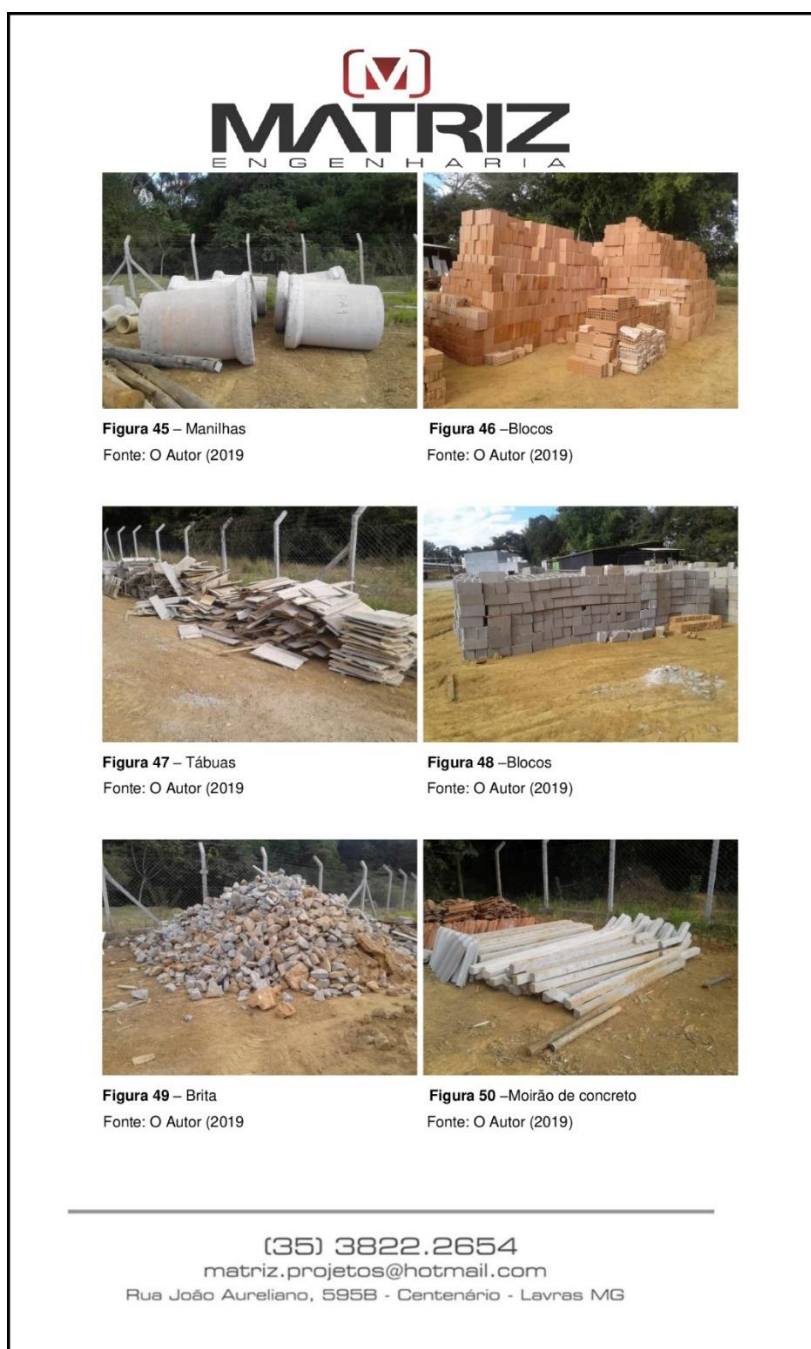 MATRIZ
ENGENHARIA
PA1
Figura 45 – Manilhas
Figura 46 –Blocos
Fonte: O Autor (2019
Fonte: O Autor (2019)
Figura 47 – Tábuas
Figura 48 –Blocos
Fonte: O Autor (2019
Fonte: O Autor (2019)
Figura 49 – Brita
Figura 50 –Moirão de concreto
Fonte: O Autor (2019
Fonte: O Autor (2019)
(35) 3822.2654
matriz.projetos@hotmail.com
Rua João Aureliano, 595B - Centenário - Lavras MG